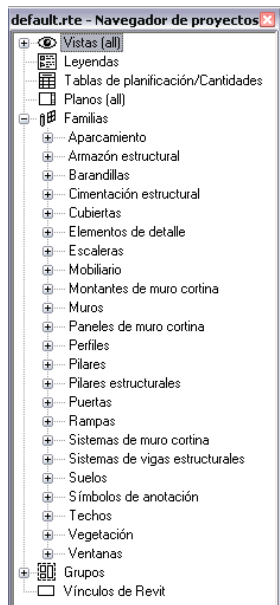 default.rte - Navegador de proyectos
Vistas (all)
Leyendas
Tablas de planificación/Cantidades
Planos (all)
Familias
Aparcamiento
Armazón estructural
Barandillas
Cimentación estructural
Cubiertas
Elementos de detalle
Escaleras
Mobiliario
Montantes de muro cortina
Muros
Paneles de muro cortina
Perfiles
Pilares
Pilares estructurales
Puertas
Rampas
Sistemas de muro cortina
Sistemas de vigas estructurales
Suelos
Símbolos de anotación
Techos
Vegetación
Ventanas
Grupos
Vínculos de Revit